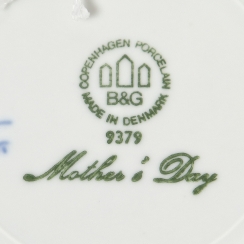 COPENHAGEN PORCELAIN
B&G
MADE IN DENMARK
9379
Mother's Day